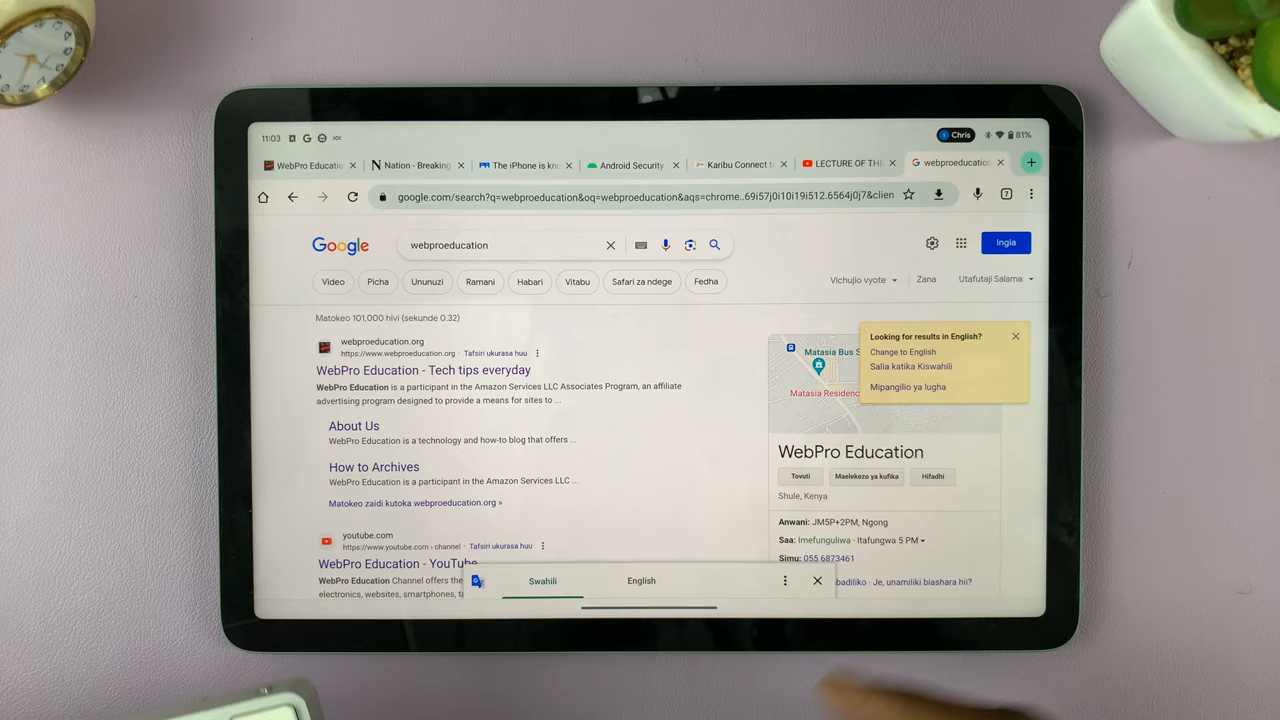 11:03
Chris
81%
WebPro Educatio
Nation - Breaking
The iPhone is kno
Android Security
Karibu Connect t
LECTURE OF THE
webproeducation
google.com/search?q=webproeducation&oq=webproeducation&aqs=chrome..69i57j0i10i19i512.6564j0j7&clien
7
Google
webproeducation
Ingia
Video
Picha
Ununuzi
Ramani
Habari
Vitabu
Safari za ndege
Fedha
Vichujio vyote
Zana
Utafutaji Salama
Matokeo 101,000 hivi (sekunde 0.32)
webproeducation.org
https://www.webproeducation.org · Tafsiri ukurasa huu
WebPro Education - Tech tips everyday
WebPro Education is a participant in the Amazon Services LLC Associates Program, an affiliate
advertising program designed to provide a means for sites to ...
About Us
WebPro Education is a technology and how-to blog that offers ...
How to Archives
WebPro Education is a participant in the Amazon Services LLC ...
Matokeo zaidi kutoka webproeducation.org »
youtube.com
https://www.youtube.com › channel · Tafsiri ukurasa huu
WebPro Education - YouTube
WebPro Education Channel offers the
electronics, websites, smartphones, t
Matasia Bus S
Matasia Residenc
Looking for results in English?
Change to English
Salia katika Kiswahili
Mipangilio ya lugha
WebPro Education
Tovuti
Maelekezo ya kufika
Hifadhi
Shule, Kenya
Anwani: JM5P+2PM, Ngong
Saa: Imefunguliwa · Itafungwa 5 PM
Simu: 055 6873461
badiliko · Je, unamiliki biashara hii?
Swahili
English